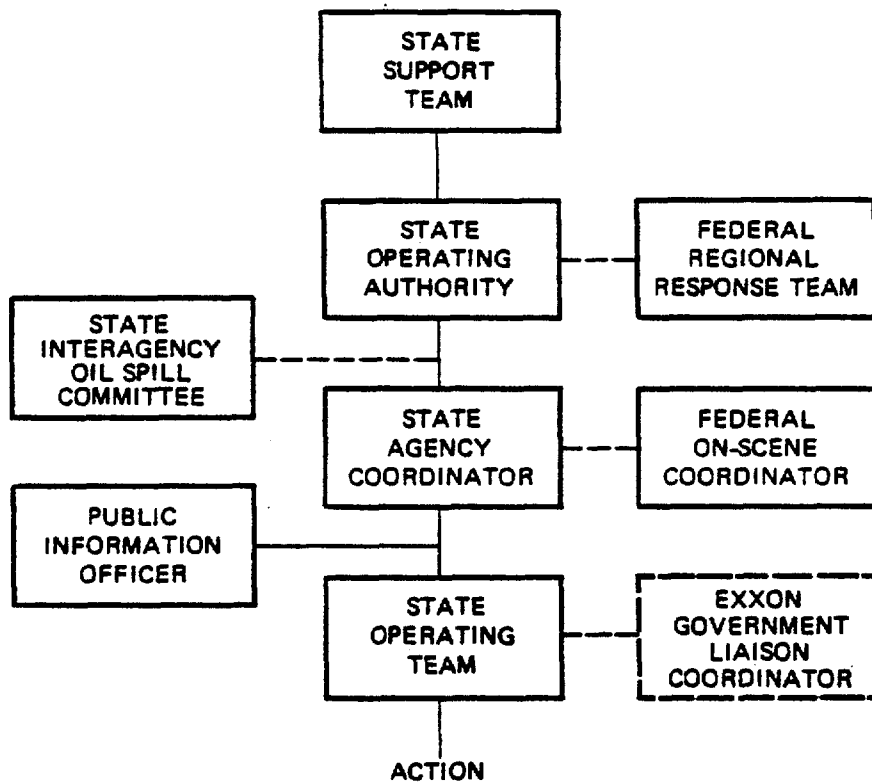 STATE
SUPPORT
TEAM
STATE
OPERATING
AUTHORITY
FEDERAL
REGIONAL
RESPONSE TEAM
STATE
INTERAGENCY
OIL SPILL
COMMITTEE
STATE
AGENCY
COORDINATOR
FEDERAL
ON-SCENE
COORDINATOR
PUBLIC
INFORMATION
OFFICER
STATE
OPERATING
TEAM
EXXON
GOVERNMENT
LIAISON
COORDINATOR
ACTION